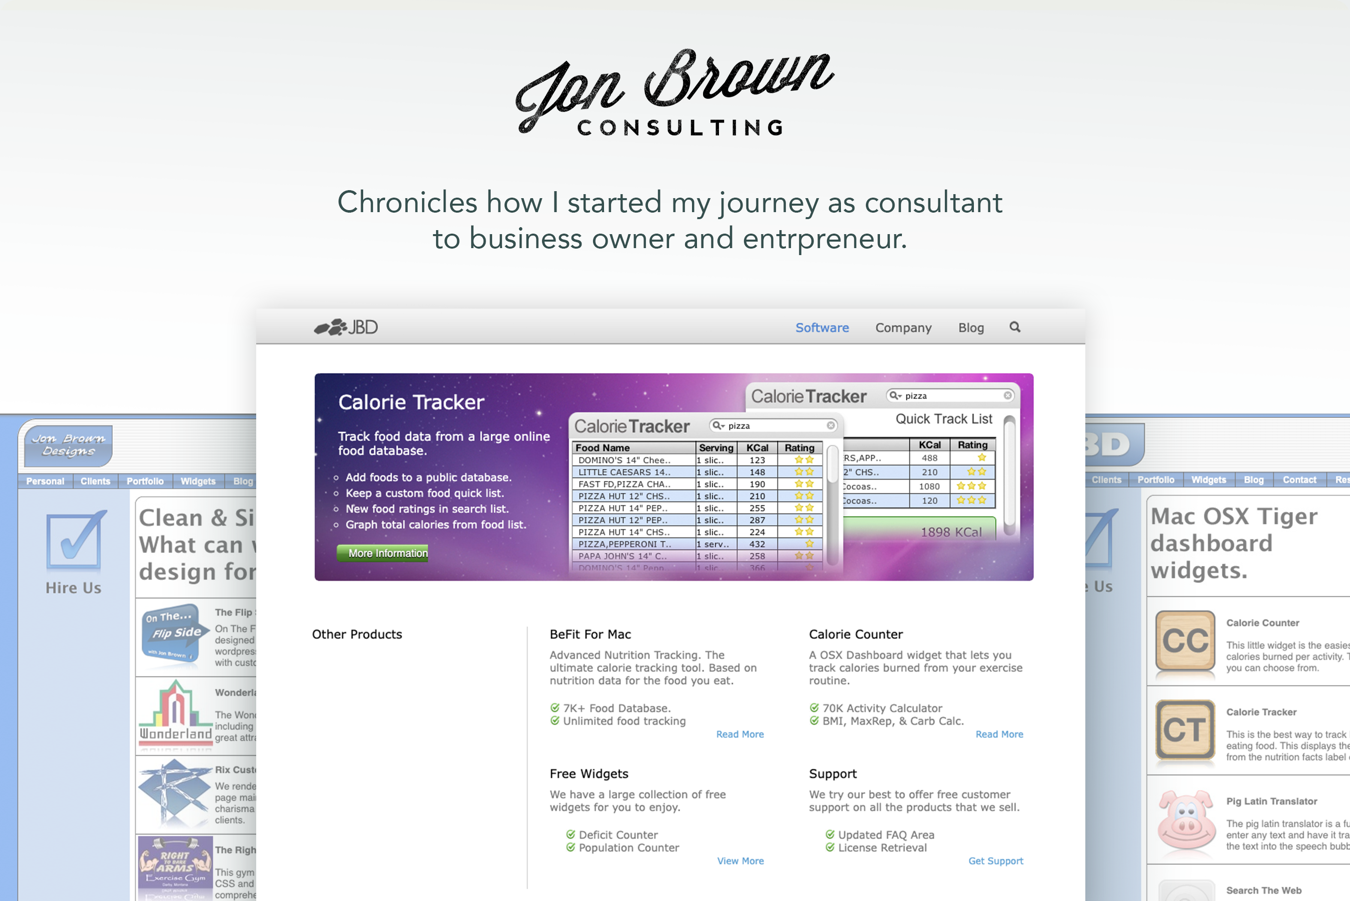 Jon Brown
CONSULTING
Chronicles how I started my journey as consultant
to business owner and entrpreneur.
JBD
Software
Company
Blog
Calorie Tracker
Track food data from a large online
food database.
Add foods to a public database.
Keep a custom food quick list.
New food ratings in search list.
Graph total calories from food list.
More Information
CalorieTracker
pizza
Food Name Serving KCal Rating
DOMINO'S 14" Chee.. 1 slic.. 123
LITTLE CAESARS 14.. 1 slic.. 148
FAST FD,PIZZA CHA.. 1 slic.. 190
PIZZA HUT 12" CHS.. 1 slic.. 210
PIZZA HUT 14" PEP.. 1 slic.. 255
PIZZA HUT 12" PEP.. 1 slic.. 287
PIZZA HUT 14" CHS.. 1 slic.. 224
PIZZA,PEPPERONI T.. 1 serv.. 432
PAPA JOHN'S 14" C.. 1 slic.. 258
DOMINO'S 14" Pepp.. 1 slic.. 366
CalorieTracker
pizza
Quick Track List
KCal Rating
RS,APP.. 488
2" CHS.. 210
Cocoas.. 1080
Cocoas.. 120
1898 KCal
Other Products
BeFit For Mac
Advanced Nutrition Tracking. The
ultimate calorie tracking tool. Based on
nutrition data for the food you eat.
7K+ Food Database.
Unlimited food tracking
Read More
Calorie Counter
A OSX Dashboard widget that lets you
track calories burned from your exercise
routine.
70K Activity Calculator
BMI, MaxRep, & Carb Calc.
Read More
Free Widgets
We have a large collection of free
widgets for you to enjoy.
Deficit Counter
Population Counter
View More
Support
We try our best to offer free customer
support on all the products that we sell.
Updated FAQ Area
License Retrieval
Get Support
Jon Brown
Designs
Personal Clients Portfolio Widgets Blog
Hire Us
Clean & Si
What can
design for
On The...
Flip Side
with Jon Brown
The Flip
On The F
designed
wordpres
with custo
Wonderland
Wonderla
The Wond
including
great attra
Rix Custo
We rende
page mai
charisma
clients.
RIGHT
TO BARE
ARMS
Exercise Gym
The Righ
This gym
CSS and
comprehe
BD
Clients Portfolio Widgets Blog Contact Res
e Us
Mac OSX Tiger
dashboard
widgets.
CC
Calorie Counter
This little widget is the easies
calories burned per activity. T
you can choose from.
CT
Calorie Tracker
This is the best way to track
eating food. This displays the
from the nutrition facts label
Pig Latin Translator
The pig latin translator is a fu
enter any text and have it tra
the text into the speech bubb
Search The Web